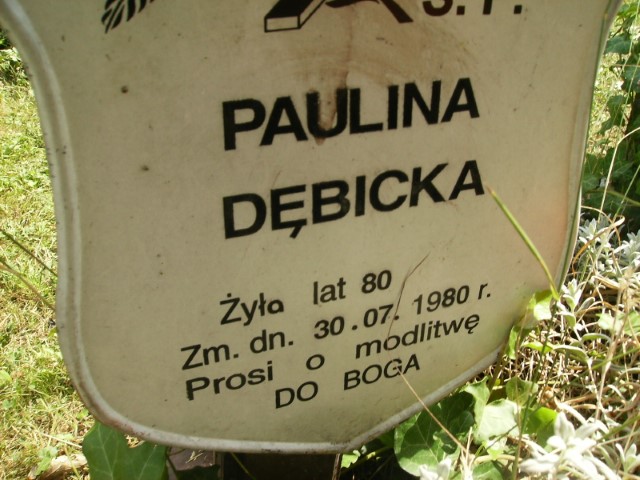 Ś.P.
PAULINA
DĘBICKA
Żyła lat 80
Zm. dn. 30.07.1980 r.
Prosi o modlitwę
DO BOGA